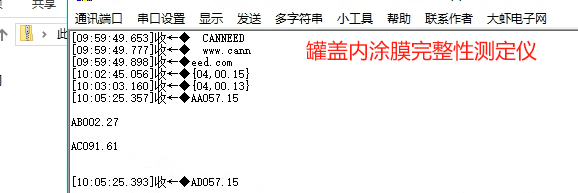 共享
此
通讯端口 串口设置 显示 发送 多字符串 小工具 帮助 联系作者 大虾电子网
罐盖内涂膜完整性测定仪
[09:59:49.653]收←◆ CANNEED
[09:59:49.777]收←◆ www.cann
[09:59:49.898]收←◆eed.com
[10:02:45.056]收←◆{04,00.15}
[10:03:03.160]收←◆{04,00.13}
[10:05:25.357]收←◆AA057.15
AB002.27
AC091.61
[10:05:25.393]收←◆AD057.15